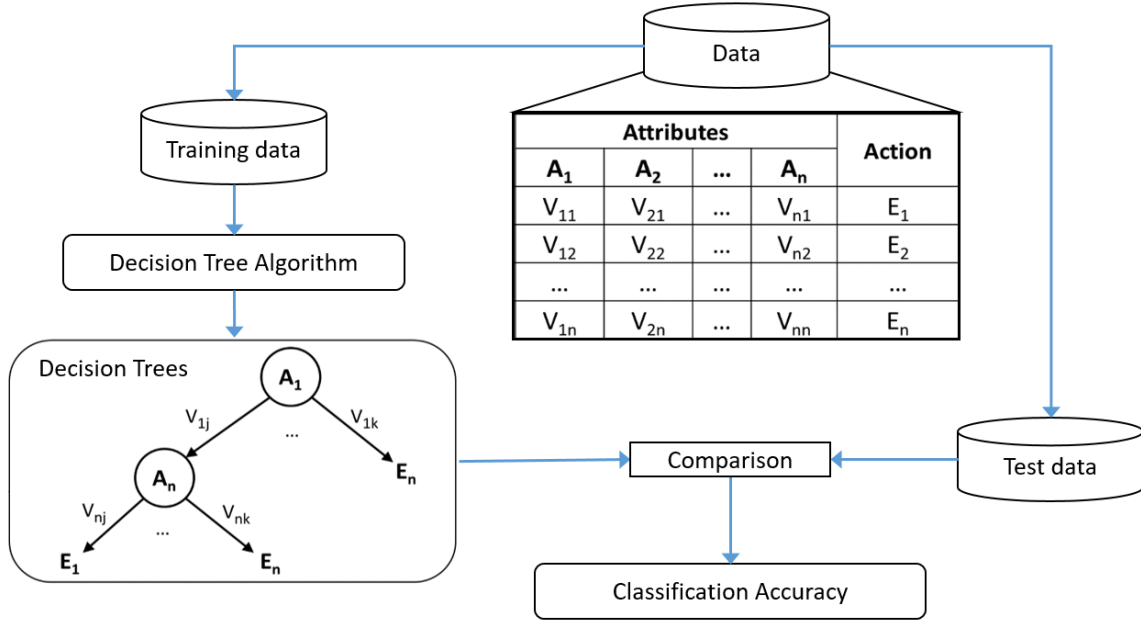 Data
Training data
Attributes Action
A₁ A₂ ... Aₙ
V₁₁ V₂₁ ... Vₙ₁ E₁
V₁₂ V₂₂ ... Vₙ₂ E₂
... ... ... ... ...
V₁ₙ V₂ₙ ... Vₙₙ Eₙ
Decision Tree Algorithm
Decision Trees
A₁
V₁ⱼ ... V₁ₖ
Aₙ Eₙ
Vₙⱼ ... Vₙₖ
E₁ Eₙ
Comparison
Test data
Classification Accuracy